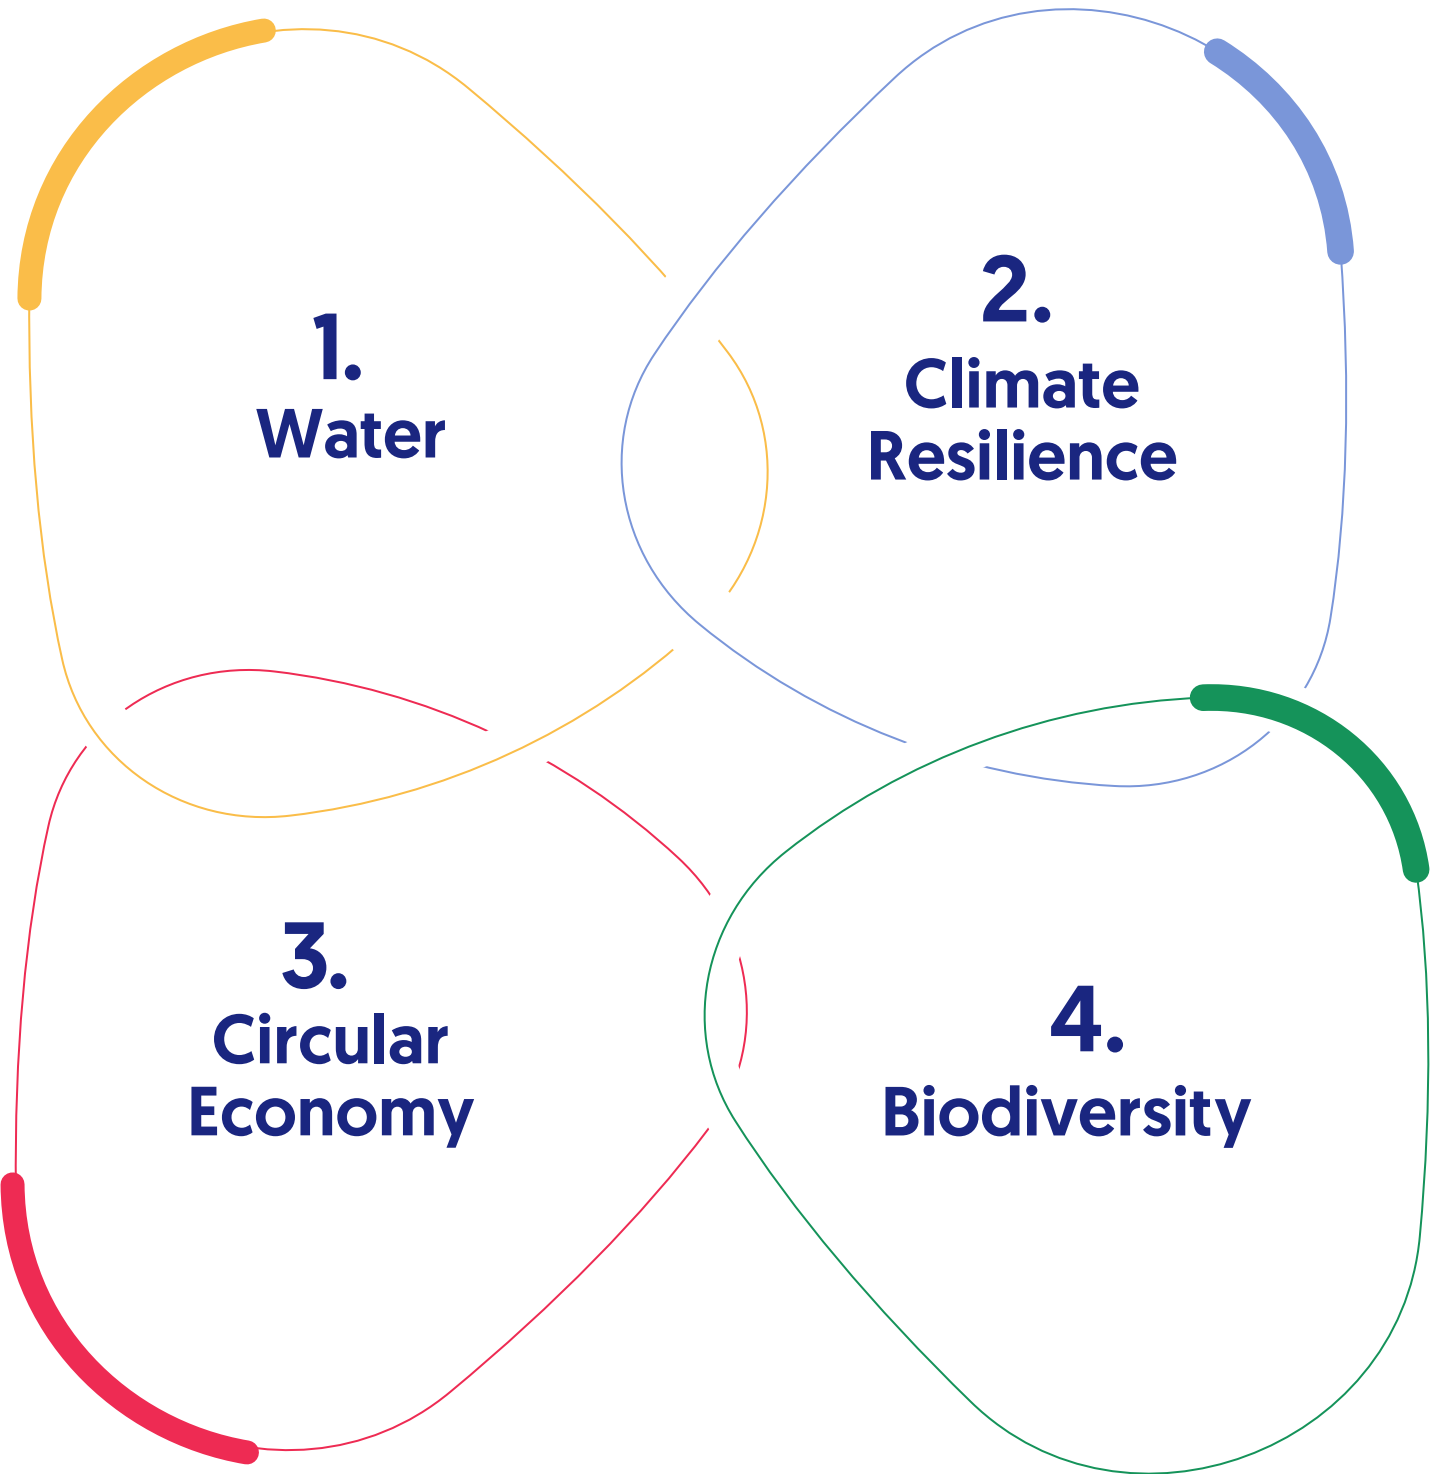 1.
Water
2.
Climate
Resilience
3.
Circular
Economy
4.
Biodiversity